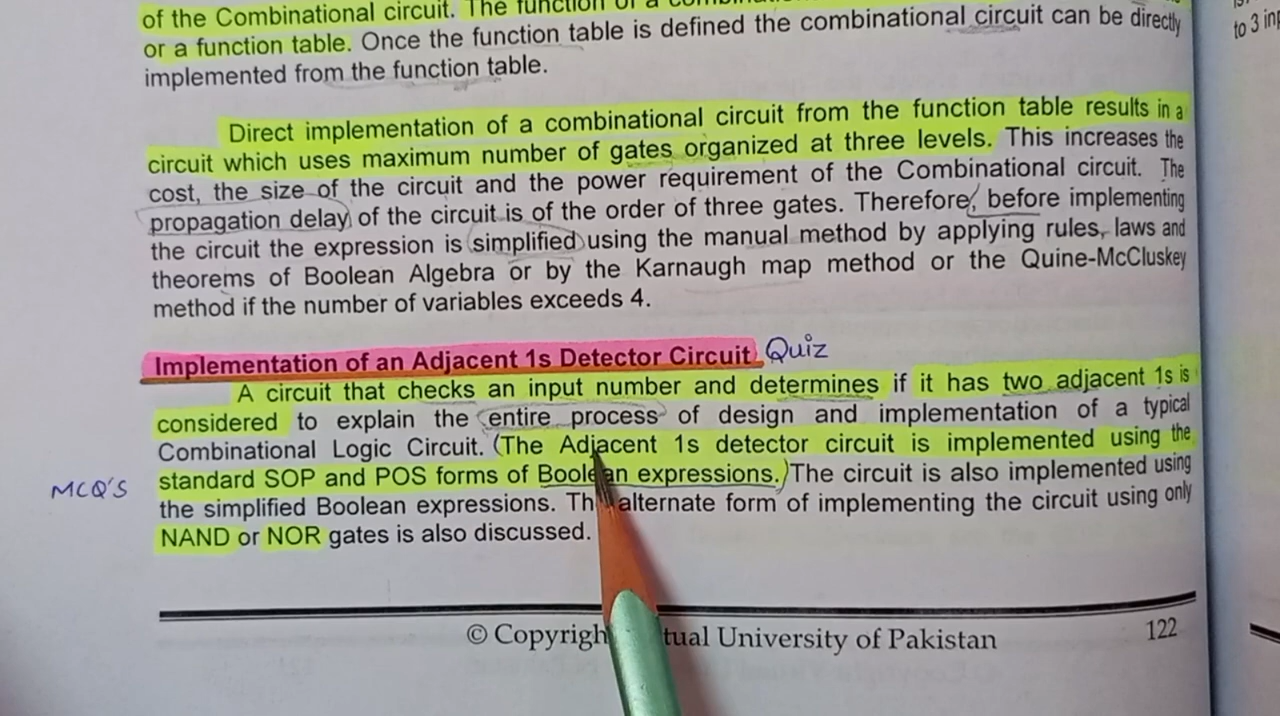 of the Combinational circuit. The function of a
or a function table. Once the function table is defined the combinational circuit can be directly
implemented from the function table.
Direct implementation of a combinational circuit from the function table results in a
circuit which uses maximum number of gates organized at three levels. This increases the
cost, the size of the circuit and the power requirement of the Combinational circuit. The
propagation delay of the circuit is of the order of three gates. Therefore, before implementing
the circuit the expression is simplified using the manual method by applying rules, laws and
theorems of Boolean Algebra or by the Karnaugh map method or the Quine-McCluskey
method if the number of variables exceeds 4.
Implementation of an Adjacent 1s Detector Circuit Quiz
A circuit that checks an input number and determines if it has two adjacent 1s is
considered to explain the entire process of design and implementation of a typical
Combinational Logic Circuit. (The Adjacent 1s detector circuit is implemented using the
MCQ'S standard SOP and POS forms of Boolean expressions.) The circuit is also implemented using
the simplified Boolean expressions. Th alternate form of implementing the circuit using only
NAND or NOR gates is also discussed.
© Copyrigh tual University of Pakistan 122
to 3 in